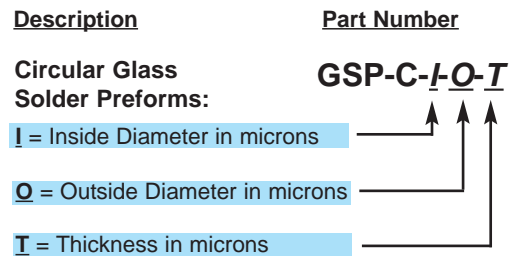 Description Part Number
Circular Glass GSP-C-I-O-T
Solder Preforms:
I = Inside Diameter in microns
O = Outside Diameter in microns
T = Thickness in microns